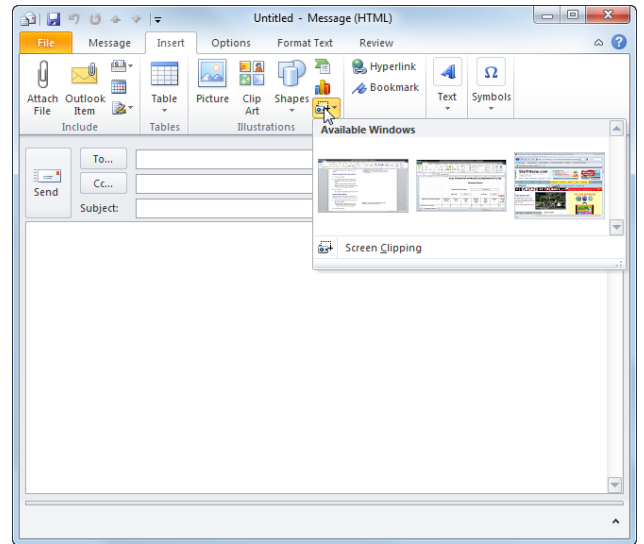 Untitled - Message (HTML)
File Message Insert Options Format Text Review
Attach File
Outlook Item
Include
Table
Tables
Picture
Clip Art
Shapes
Illustrations
Hyperlink
Bookmark
Text
Symbols
Available Windows
Screen Clipping
Send
To...
Cc...
Subject: